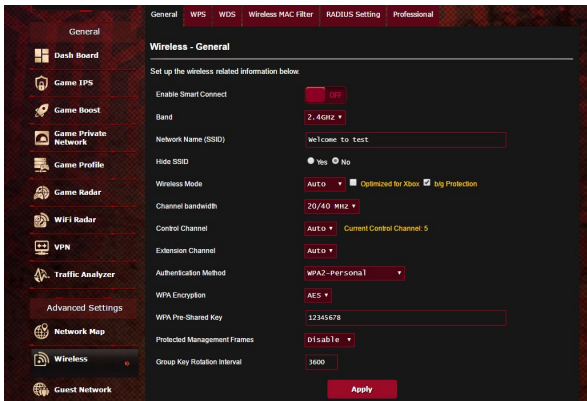 General WPS WDS Wireless MAC Filter RADIUS Setting Professional
General
Dash Board
Game IPS
Game Boost
Game Private
Network
Game Profile
Game Radar
WiFi Radar
VPN
Traffic Analyzer
Advanced Settings
Network Map
Wireless
Guest Network
Wireless - General
Set up the wireless related information below.
Enable Smart Connect OFF
Band 2.4GHz
Network Name (SSID) Welcome to test
Hide SSID Yes No
Wireless Mode Auto Optimized for Xbox b/g Protection
Channel bandwidth 20/40 MHz
Control Channel Auto Current Control Channel: 5
Extension Channel Auto
Authentication Method WPA2-Personal
WPA Encryption AES
WPA Pre-Shared Key 12345678
Protected Management Frames Disable
Group Key Rotation Interval 3600
Apply